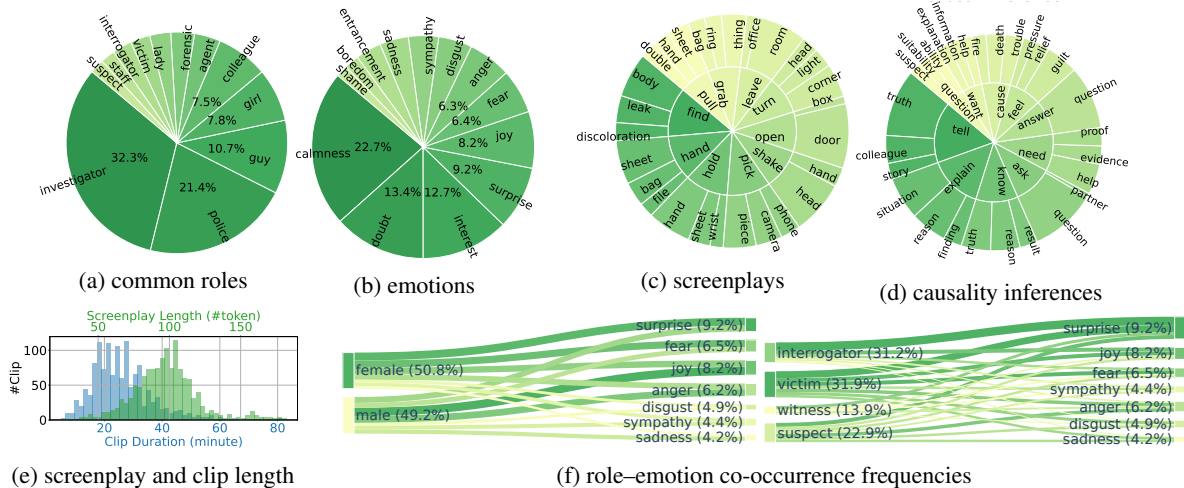 suspect
staff
interrogator
victim
lady
forensic
agent
colleague
girl
guy
police
investigator
7.5%
7.8%
10.7%
21.4%
32.3%
(a) common roles
shame
boredom
entrancement
sadness
sympathy
disgust
anger
fear
joy
surprise
interest
doubt
calmness
6.3%
6.4%
8.2%
9.2%
12.7%
13.4%
22.7%
(b) emotions
double
hand
sheet
bag
ring
thing
office
room
head
light
corner
box
door
hand
head
phone
camera
piece
wrist
sheet
hand
file
bag
sheet
discoloration
leak
body
find
pull
grab
leave
turn
open
shake
pick
hold
hand
(c) screenplays
suspect
suitability
ability
explanation
information
help
fire
death
trouble
pressure
relief
guilt
question
proof
evidence
help
partner
question
result
reason
truth
finding
reason
situation
story
colleague
truth
tell
question
want
cause
feel
answer
need
ask
know
explain
(d) causality inferences
Screenplay Length (#token)
50 100 150
#Clip
100
50
0
20 40 60 80
Clip Duration (minute)
(e) screenplay and clip length
female (50.8%)
male (49.2%)
surprise (9.2%)
fear (6.5%)
joy (8.2%)
anger (6.2%)
disgust (4.9%)
sympathy (4.4%)
sadness (4.2%)
interrogator (31.2%)
victim (31.9%)
witness (13.9%)
suspect (22.9%)
surprise (9.2%)
joy (8.2%)
fear (6.5%)
sympathy (4.4%)
anger (6.2%)
disgust (4.9%)
sadness (4.2%)
(f) role–emotion co-occurrence frequencies